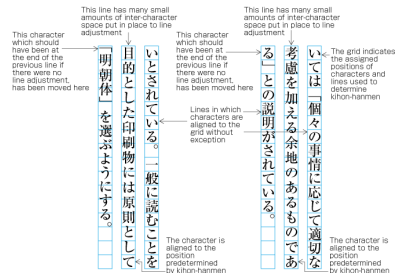 This line has many small
amounts of inter-character
space put in place to line
adjustment
This line has many small
amounts of inter-character
space put in place to line
adjustment
This character
which should
have been at
the end of the
previous line if
there were no
line adjustment,
has been moved here
This character
which should
have been at
the end of the
previous line if
there were no
line adjustment,
has been moved here
The grid indicates
the assigned
positions of
characters and
lines used to
determine
kihon-hanmen
Lines in which
characters are
aligned to the
grid without
exception
いては「個々の事情に応じて適切な
考慮を加える余地のあるものであ
る」との説明がされている。
いとされている。一般に読むことを
目的とした印刷物には原則として
「明朝体」を選ぶようにする。
The character is
aligned to the
position
predetermined
by kihon-hanmen
The character is
aligned to the
position
predetermined
by kihon-hanmen